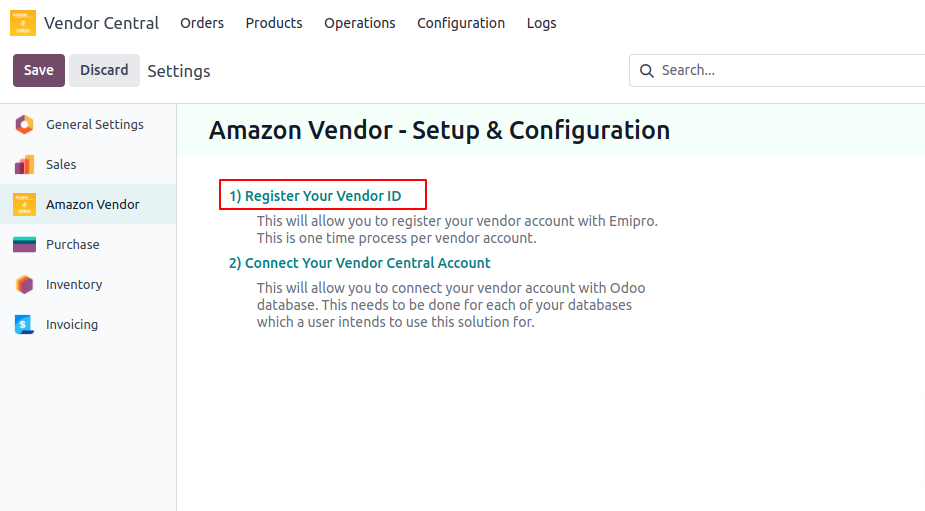 Vendor Central Orders Products Operations Configuration Logs
Save Discard Settings Search...
General Settings
Sales
Amazon Vendor
Purchase
Inventory
Invoicing
Amazon Vendor - Setup & Configuration
1) Register Your Vendor ID
This will allow you to register your vendor account with Emipro.
This is one time process per vendor account.
2) Connect Your Vendor Central Account
This will allow you to connect your vendor account with Odoo
database. This needs to be done for each of your databases
which a user intends to use this solution for.